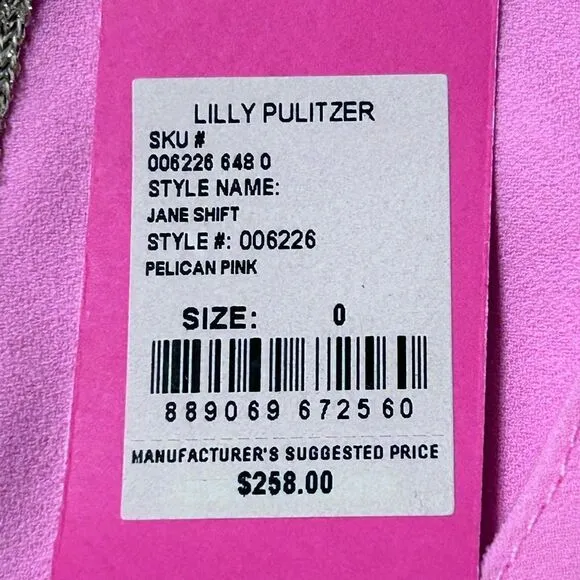 LILLY PULITZER
SKU #
006226 648 0
STYLE NAME:
JANE SHIFT
STYLE #: 006226
PELICAN PINK
SIZE: 0
889069 672560
MANUFACTURER'S SUGGESTED PRICE
$258.00